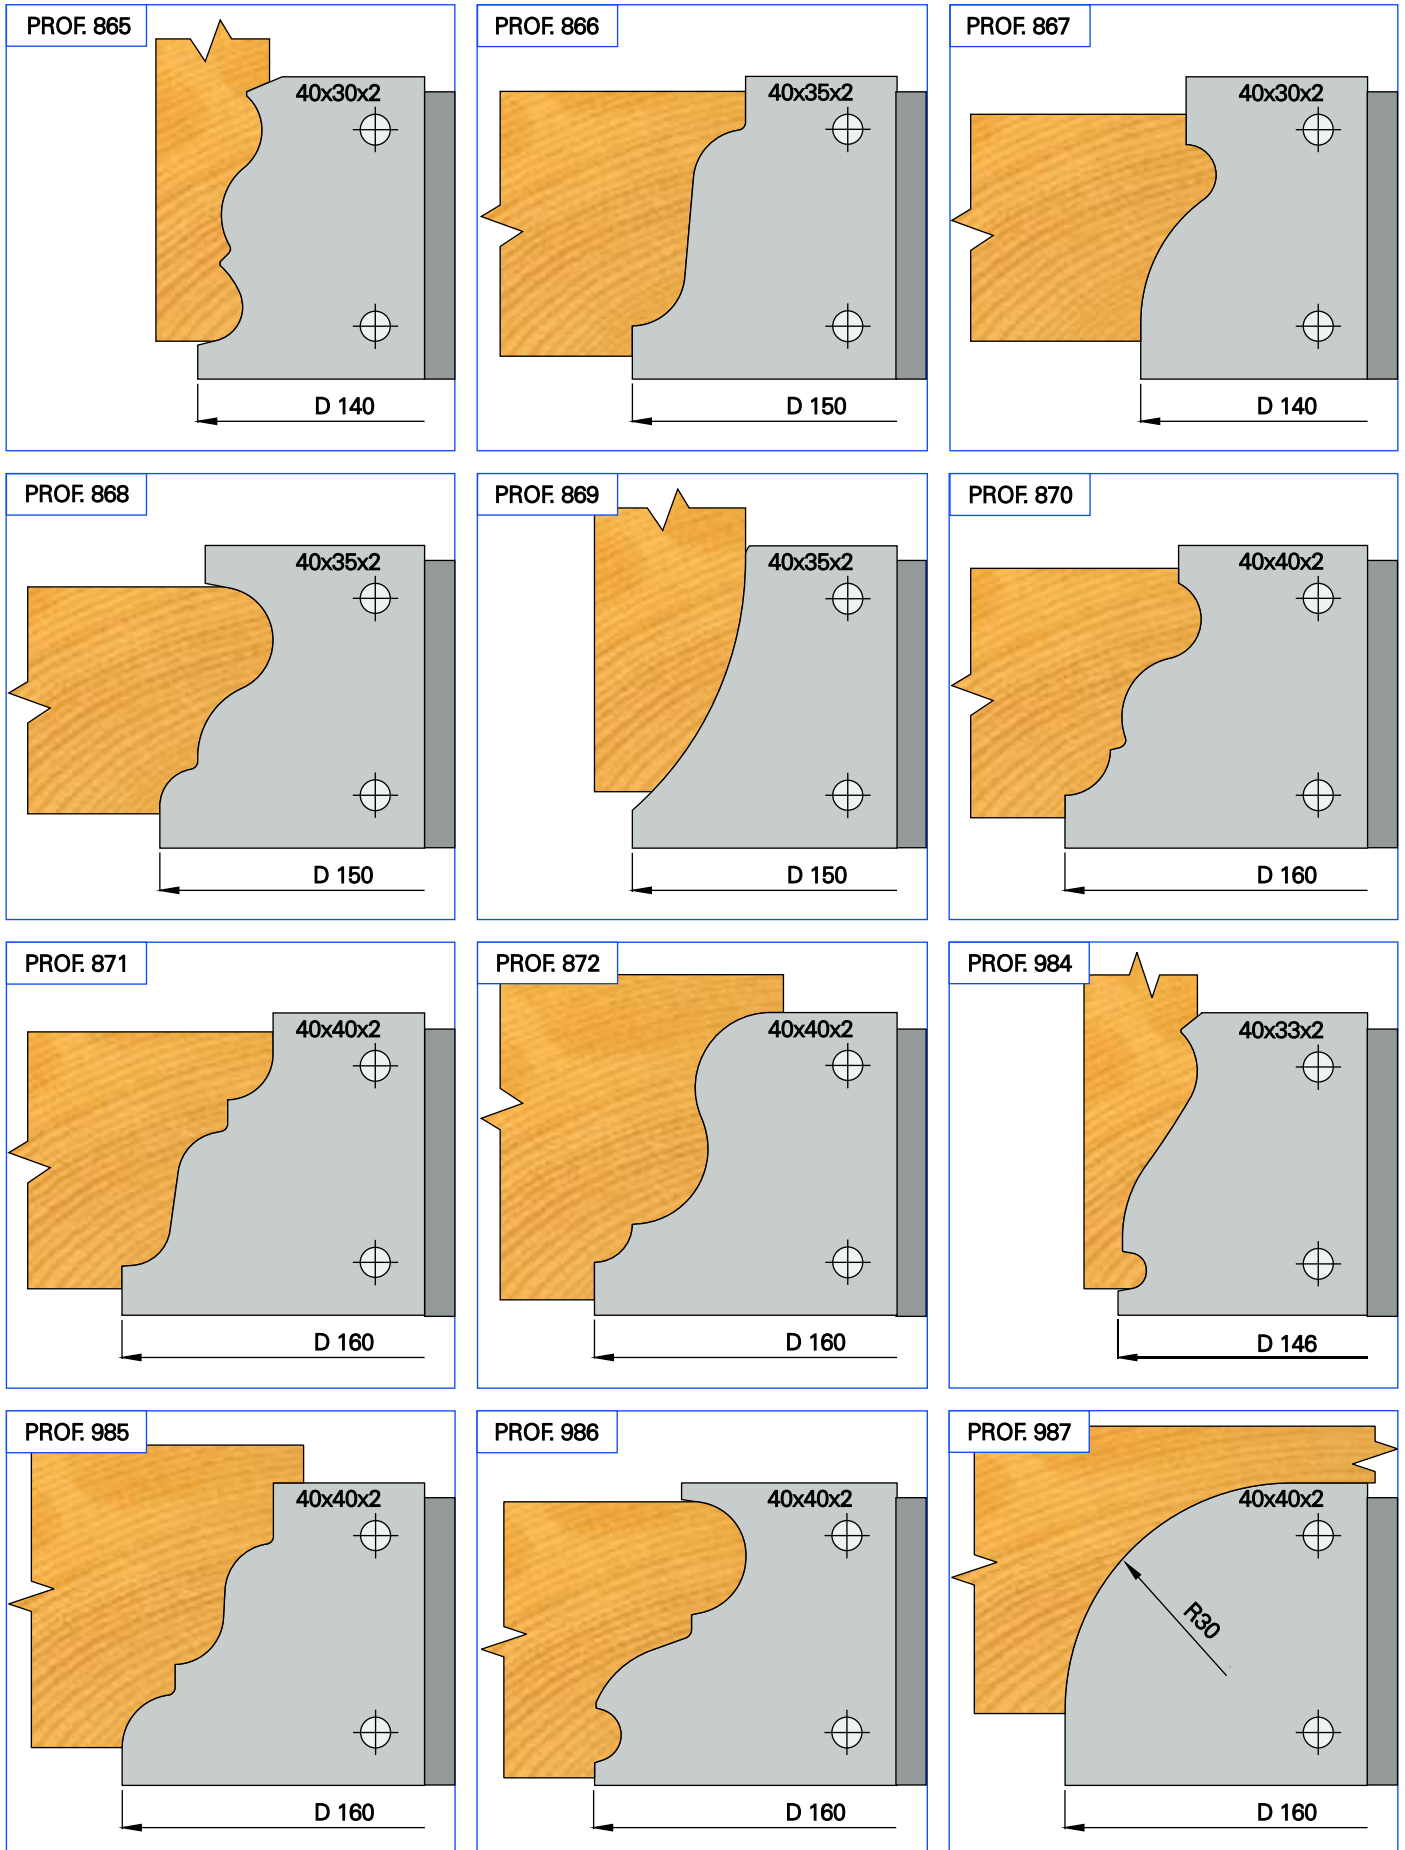 PROF. 865
40x30x2
D 140
PROF. 866
40x35x2
D 150
PROF. 867
40x30x2
D 140
PROF. 868
40x35x2
D 150
PROF. 869
40x35x2
D 150
PROF. 870
40x40x2
D 160
PROF. 871
40x40x2
D 160
PROF. 872
40x40x2
D 160
PROF. 984
40x33x2
D 146
PROF. 985
40x40x2
D 160
PROF. 986
40x40x2
D 160
PROF. 987
40x40x2
R30
D 160